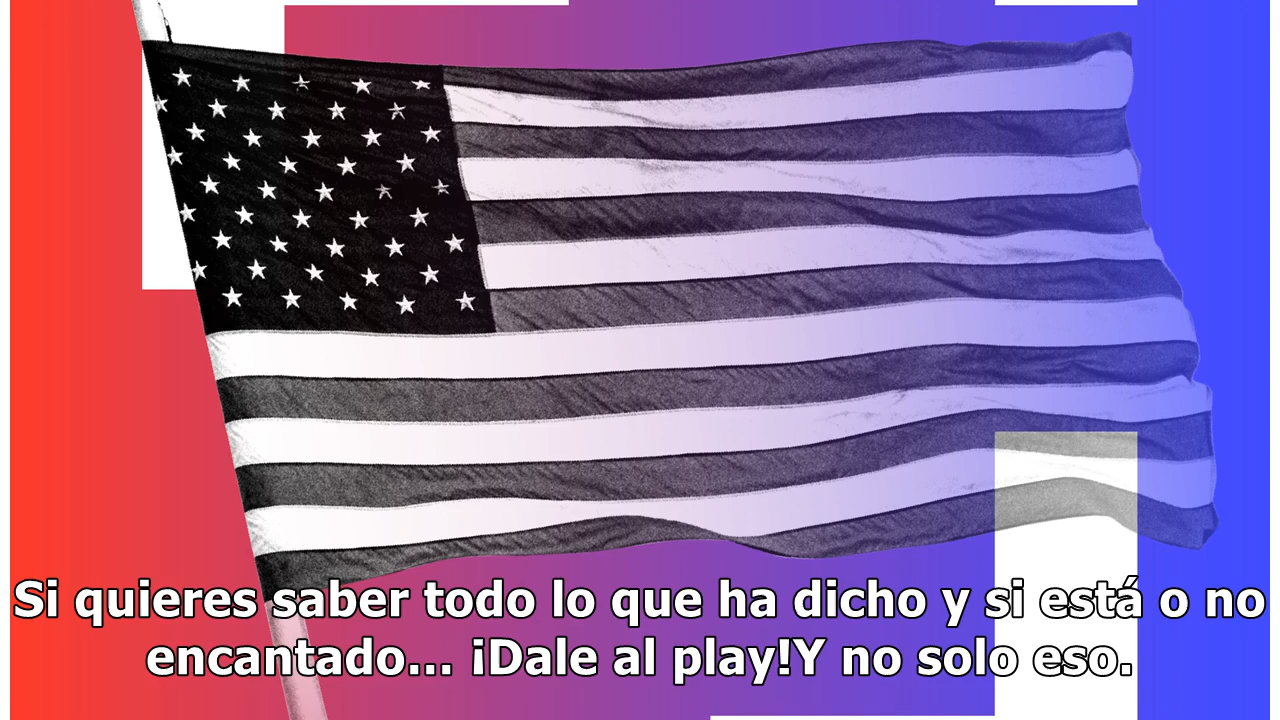 Si quieres saber todo lo que ha dicho y si está o no
encantado... ¡Dale al play!Y no solo eso.